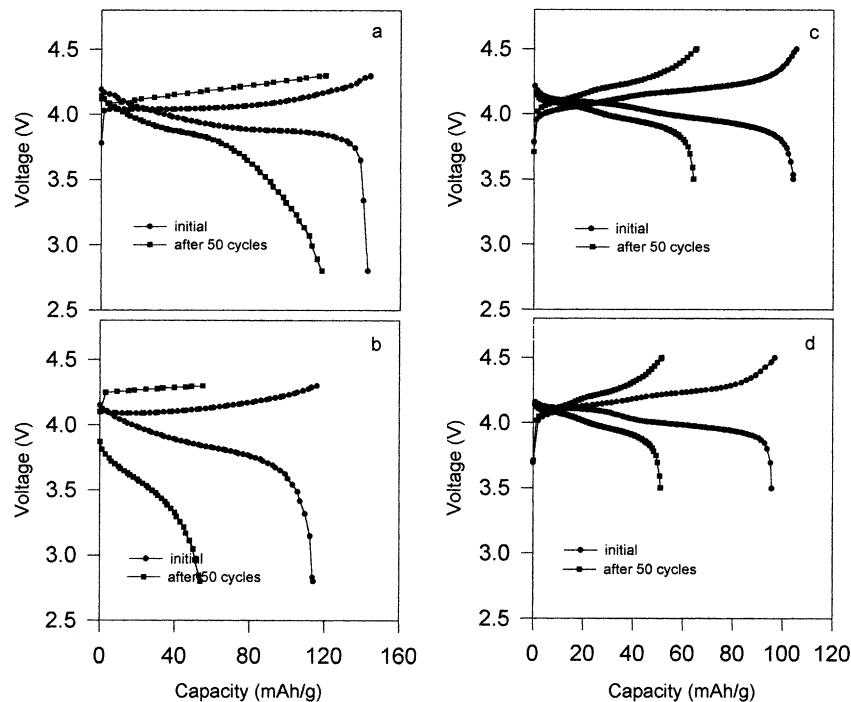 a
4.5
4.0
3.5
3.0
2.5
Voltage (V)
initial
after 50 cycles
c
4.5
4.0
3.5
3.0
2.5
Voltage (V)
initial
after 50 cycles
b
4.5
4.0
3.5
3.0
2.5
Voltage (V)
initial
after 50 cycles
0 40 80 120 160
Capacity (mAh/g)
d
4.5
4.0
3.5
3.0
2.5
Voltage (V)
initial
after 50 cycles
0 20 40 60 80 100 120
Capacity (mAh/g)